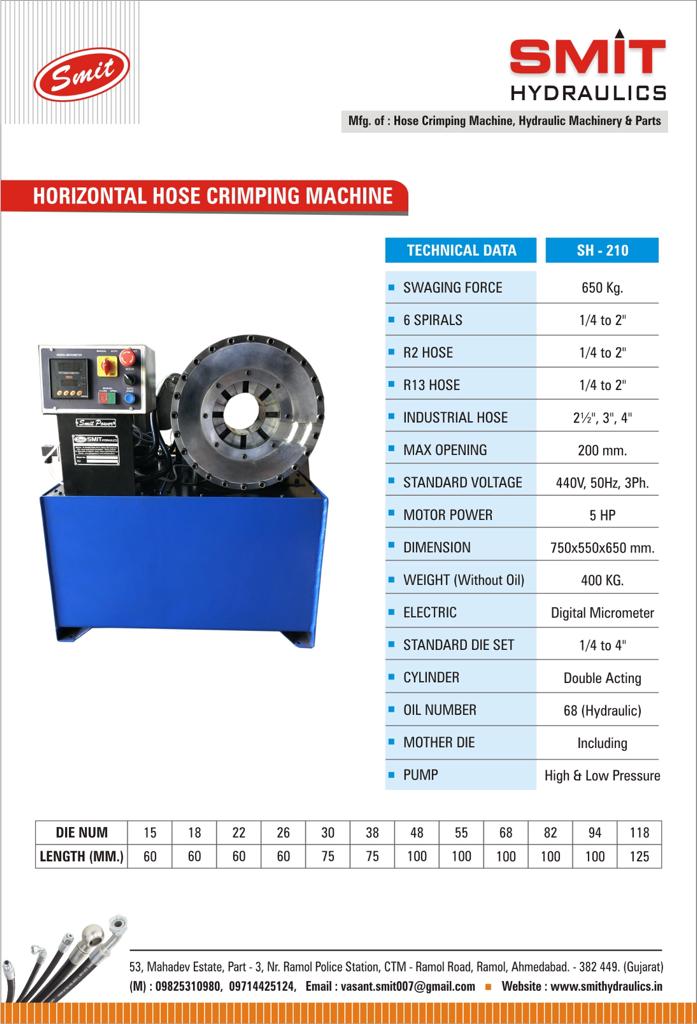 Smit
SMIT
HYDRAULICS
Mfg. of : Hose Crimping Machine, Hydraulic Machinery & Parts
HORIZONTAL HOSE CRIMPING MACHINE
TECHNICAL DATA SH - 210
SWAGING FORCE 650 Kg.
6 SPIRALS 1/4 to 2"
R2 HOSE 1/4 to 2"
R13 HOSE 1/4 to 2"
INDUSTRIAL HOSE 2½", 3", 4"
MAX OPENING 200 mm.
STANDARD VOLTAGE 440V, 50Hz, 3Ph.
MOTOR POWER 5 HP
DIMENSION 750x550x650 mm.
WEIGHT (Without Oil) 400 KG.
ELECTRIC Digital Micrometer
STANDARD DIE SET 1/4 to 4"
CYLINDER Double Acting
OIL NUMBER 68 (Hydraulic)
MOTHER DIE Including
PUMP High & Low Pressure
Smit Power
SMIT HYDRAULICS
DIE NUM 15 18 22 26 30 38 48 55 68 82 94 118
LENGTH (MM.) 60 60 60 60 75 75 100 100 100 100 100 125
53, Mahadev Estate, Part - 3, Nr. Ramol Police Station, CTM - Ramol Road, Ramol, Ahmedabad. - 382 449. (Gujarat)
(M) : 09825310980, 09714425124, Email : vasant.smit007@gmail.com Website : www.smithydraulics.in